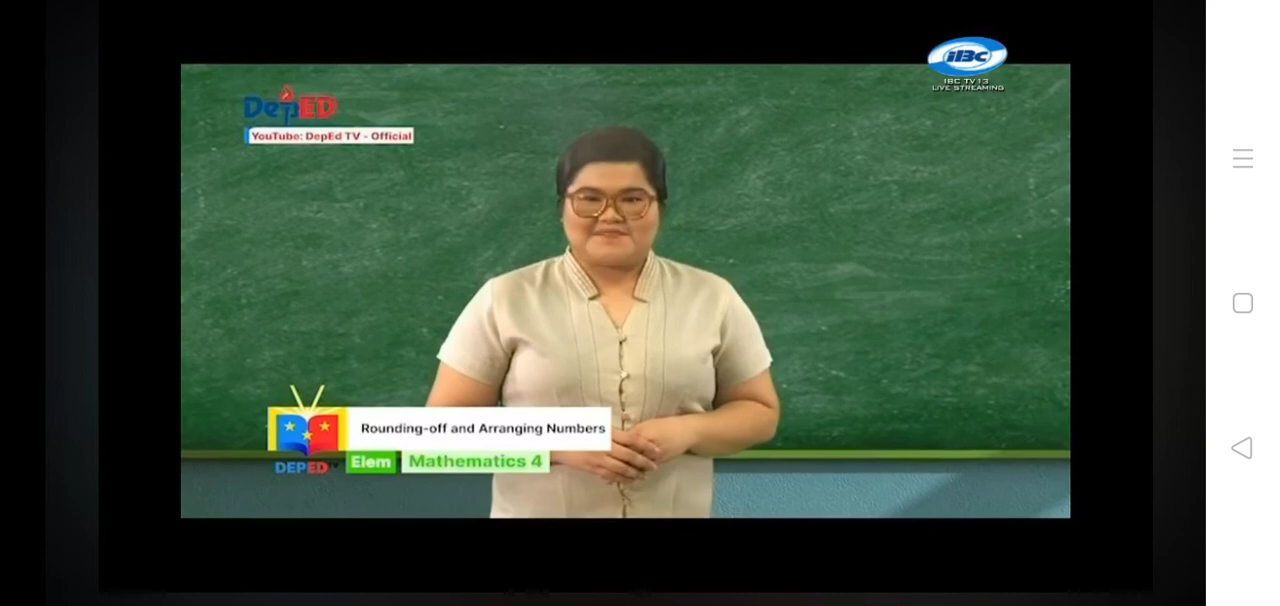 iBC
IBC TV13
LIVE STREAMING
DepED
YouTube: DepEd TV - Official
Rounding-off and Arranging Numbers
DEPED
Elem Mathematics 4